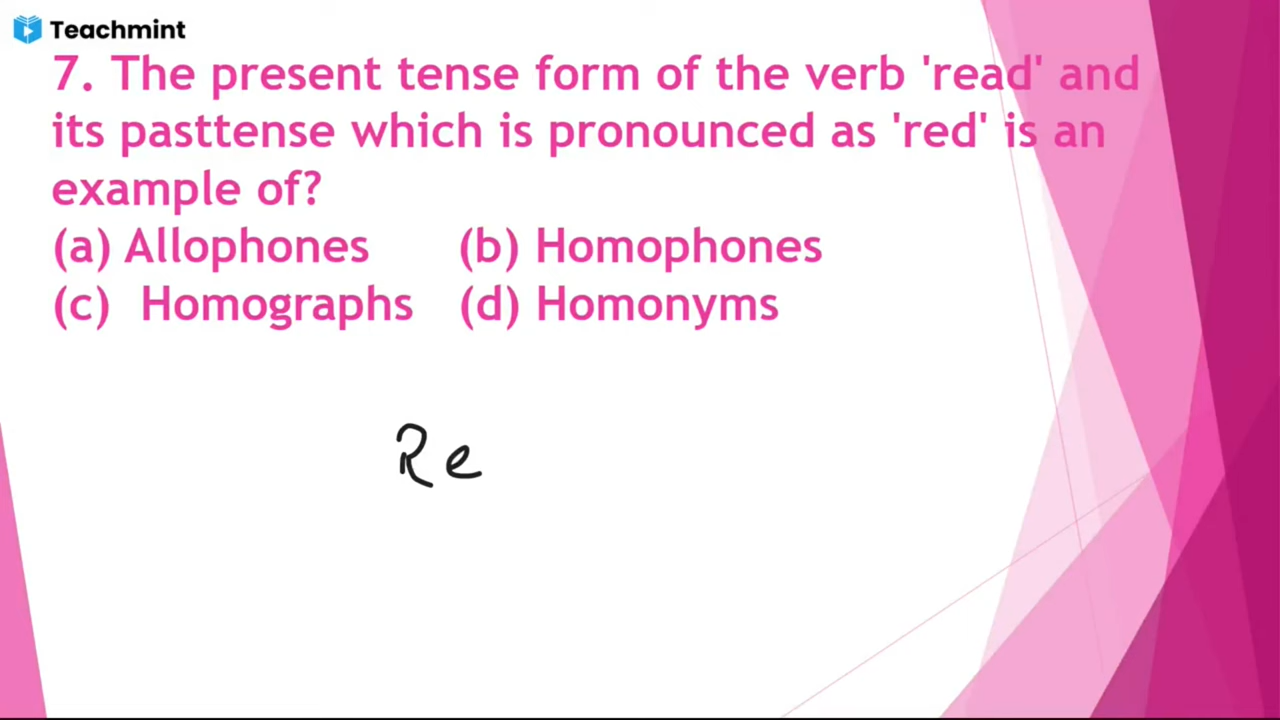 Teachmint
7. The present tense form of the verb 'read' and
its pasttense which is pronounced as 'red' is an
example of?
(a) Allophones (b) Homophones
(c) Homographs (d) Homonyms
Re